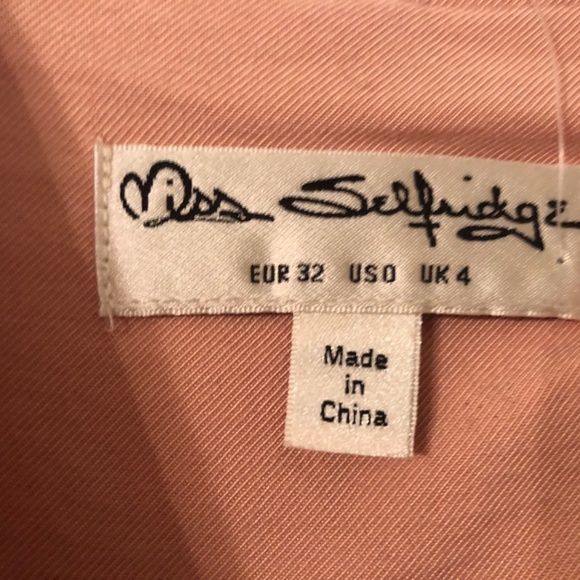 Miss Selfridge
EUR 32 US 0 UK 4
Made
in
China